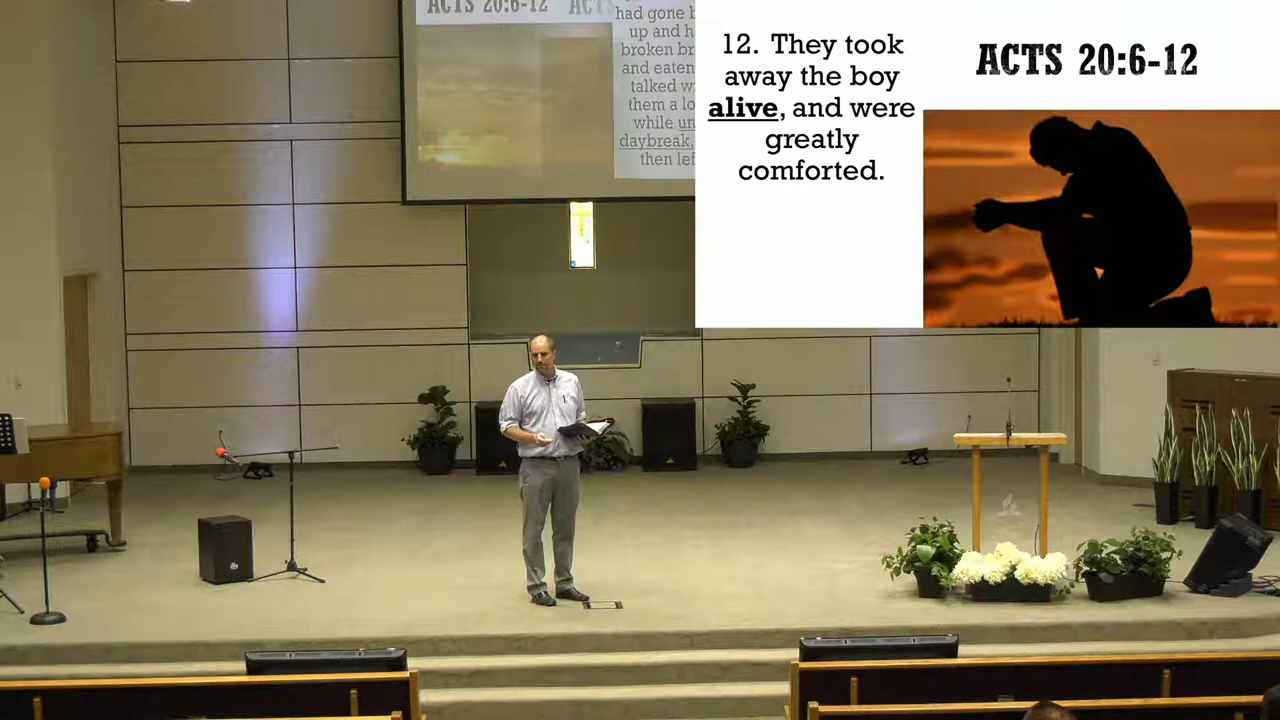 ACTS 20:6-12
had gone b
up and h
broken br
and eaten
talked w
them a lo
while un
daybreak,
then lef
12. They took
away the boy
alive, and were
greatly
comforted.
ACTS 20:6-12